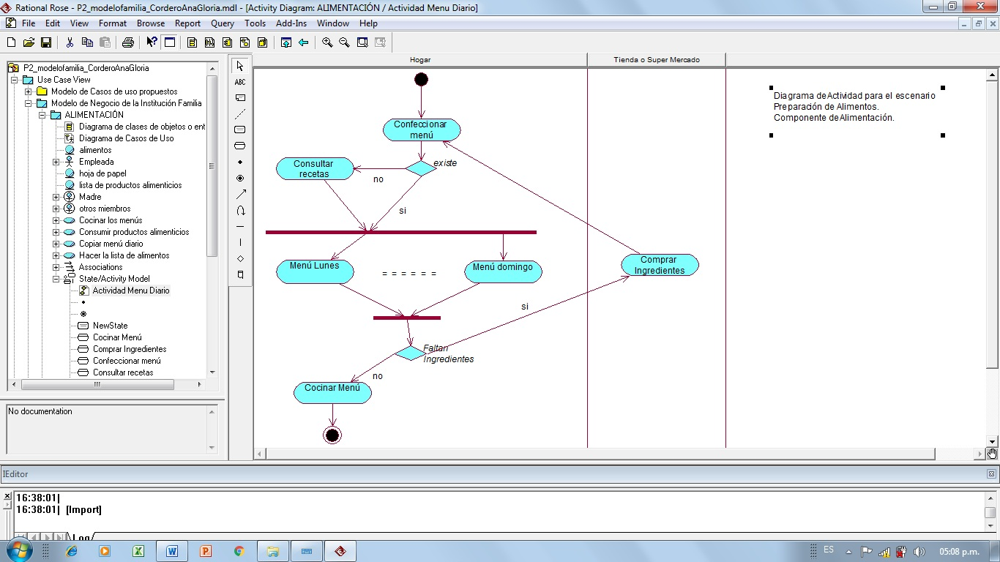 Rational Rose - P2_modelofamilia_CorderoAnaGloria.mdl - [Activity Diagram: ALIMENTACIÓN / Actividad Menu Diario]
File Edit View Format Browse Report Query Tools Add-Ins Window Help
P2_modelofamilia_CorderoAnaGloria
Use Case View
Modelo de Casos de uso propuestos
Modelo de Negocio de la Institución Familia
ALIMENTACIÓN
Diagrama de clases de objetos o ent
Diagrama de Casos de Uso
alimentos
Empleada
hoja de papel
lista de productos alimenticios
Madre
otros miembros
Cocinar los menús
Consumir productos alimenticios
Copiar menú diario
Hacer la lista de alimentos
Associations
State/Activity Model
Actividad Menu Diario
NewState
Cocinar Menú
Comprar Ingredientes
Confeccionar menú
Consultar recetas
No documentation
ABC
Hogar
Tienda o Super Mercado
Confeccionar
menú
existe
Consultar
recetas
no
si
Menú Lunes
= = = = = =
Menú domingo
Comprar
Ingredientes
si
Faltan
Ingredientes
no
Cocinar Menú
Diagrama de Actividad para el escenario
Preparadón de Alimentos.
Componente de Alimentación.
IEditor
16:38:01|
16:38:01| [Import]
Log
ES
05:08 p.m.